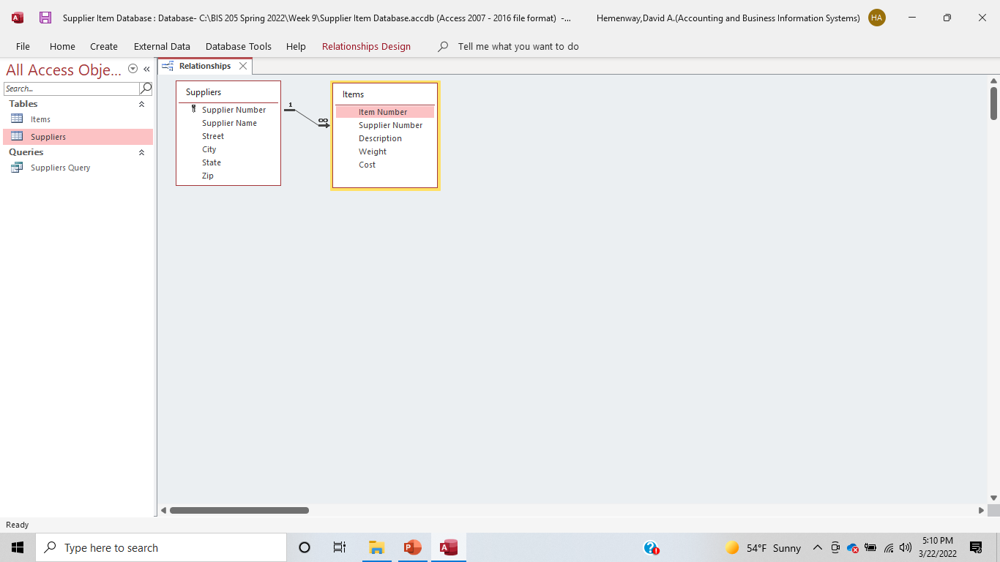 Supplier Item Database : Database- C:\BIS 205 Spring 2022\Week 9\Supplier Item Database.accdb (Access 2007 - 2016 file format) -... Hemenway,David A.(Accounting and Business Information Systems) HA
File Home Create External Data Database Tools Help Relationships Design Tell me what you want to do
All Access Obje...
Search...
Tables
Items
Suppliers
Queries
Suppliers Query
Relationships
Suppliers
Supplier Number
Supplier Name
Street
City
State
Zip
1
∞
Items
Item Number
Supplier Number
Description
Weight
Cost
Ready
Type here to search
54°F Sunny
5:10 PM
3/22/2022